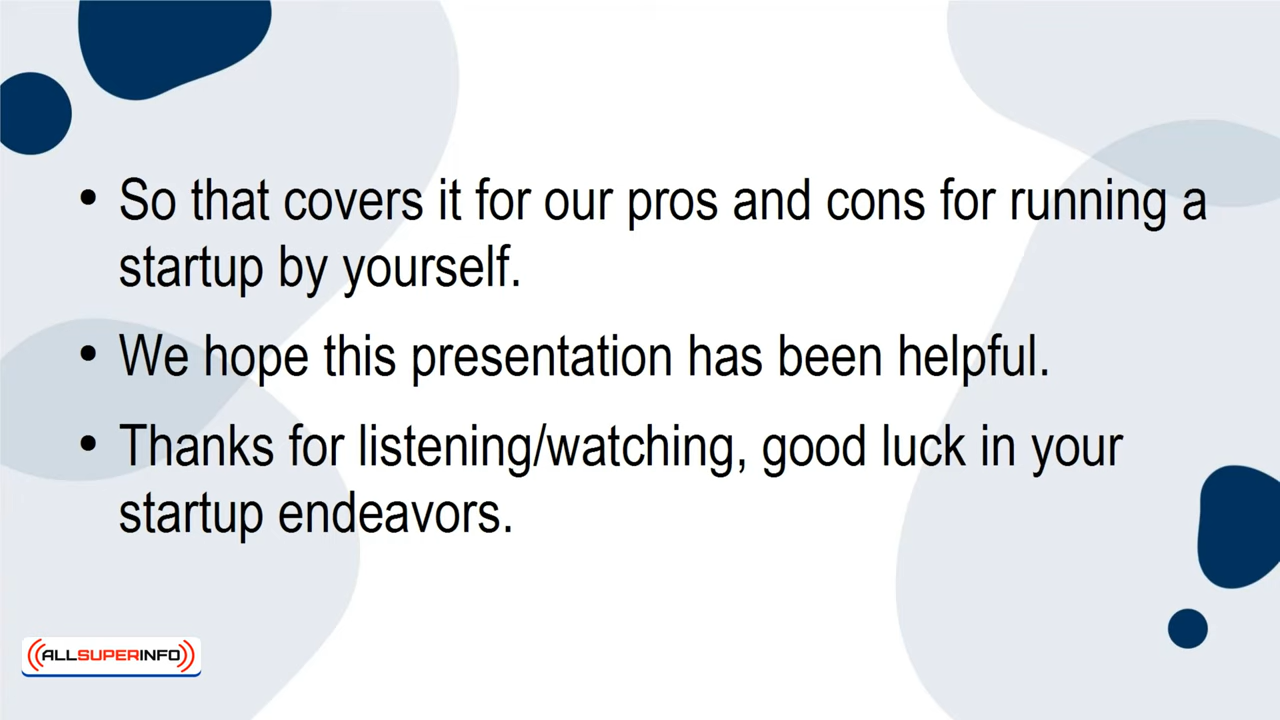 • So that covers it for our pros and cons for running a
startup by yourself.
• We hope this presentation has been helpful.
• Thanks for listening/watching, good luck in your
startup endeavors.
((ALLSUPERINFO))